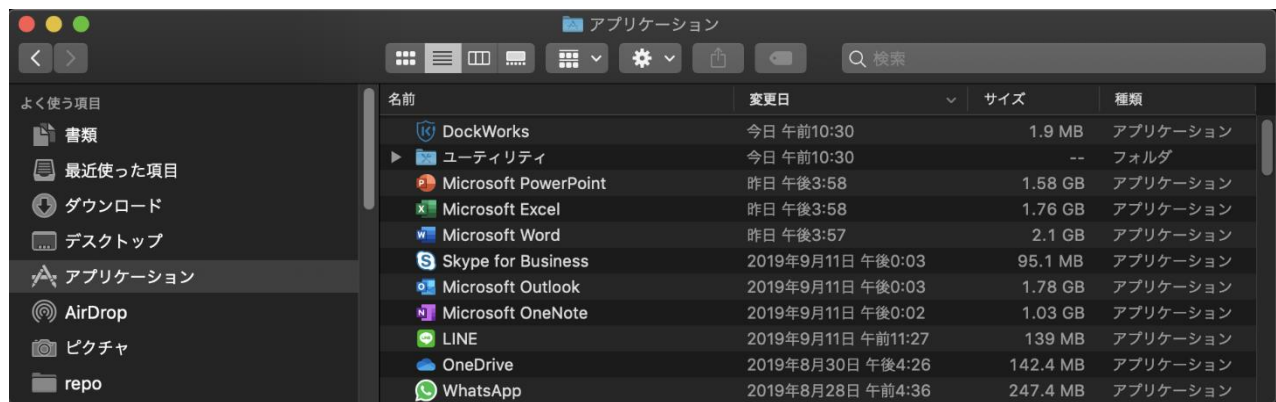 アプリケーション
検索
よく使う項目
書類
最近使った項目
ダウンロード
デスクトップ
アプリケーション
AirDrop
ピクチャ
repo
名前 変更日 サイズ 種類
DockWorks 今日 午前10:30 1.9 MB アプリケーション
ユーティリティ 今日 午前10:30 -- フォルダ
Microsoft PowerPoint 昨日 午後3:58 1.58 GB アプリケーション
Microsoft Excel 昨日 午後3:58 1.76 GB アプリケーション
Microsoft Word 昨日 午後3:57 2.1 GB アプリケーション
Skype for Business 2019年9月11日 午後0:03 95.1 MB アプリケーション
Microsoft Outlook 2019年9月11日 午後0:03 1.78 GB アプリケーション
Microsoft OneNote 2019年9月11日 午後0:02 1.03 GB アプリケーション
LINE 2019年9月11日 午前11:27 139 MB アプリケーション
OneDrive 2019年8月30日 午後4:26 142.4 MB アプリケーション
WhatsApp 2019年8月28日 午前4:36 247.4 MB アプリケーション